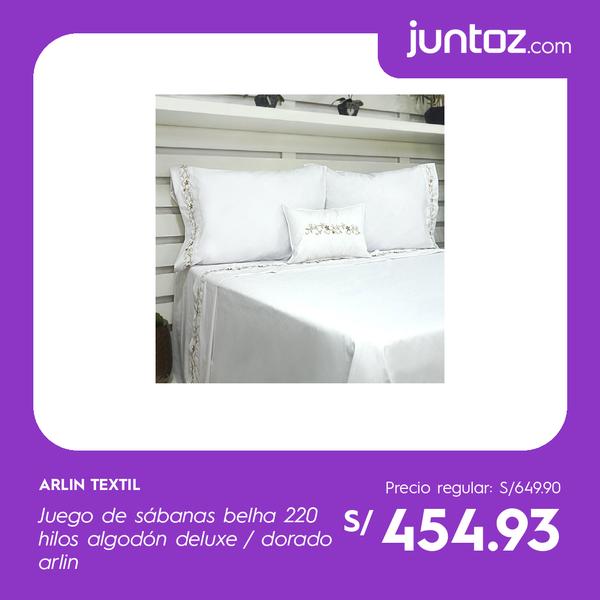 juntoz.com
ARLIN TEXTIL
Juego de sábanas belha 220
hilos algodón deluxe / dorado
arlin
Precio regular: S/649.90
S/ 454.93